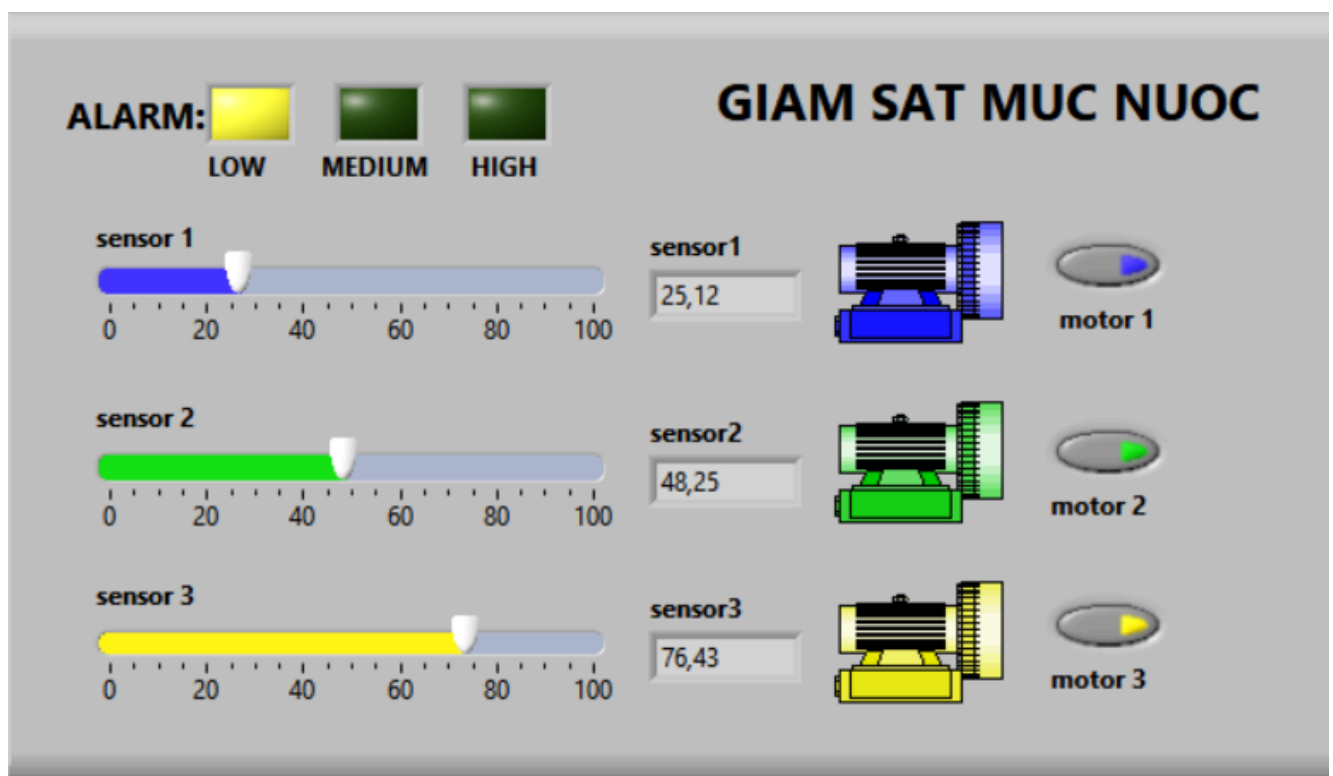 GIAM SAT MUC NUOC
ALARM:
LOW MEDIUM HIGH
sensor 1
0 20 40 60 80 100
sensor1
25,12
motor 1
sensor 2
0 20 40 60 80 100
sensor2
48,25
motor 2
sensor 3
0 20 40 60 80 100
sensor3
76,43
motor 3